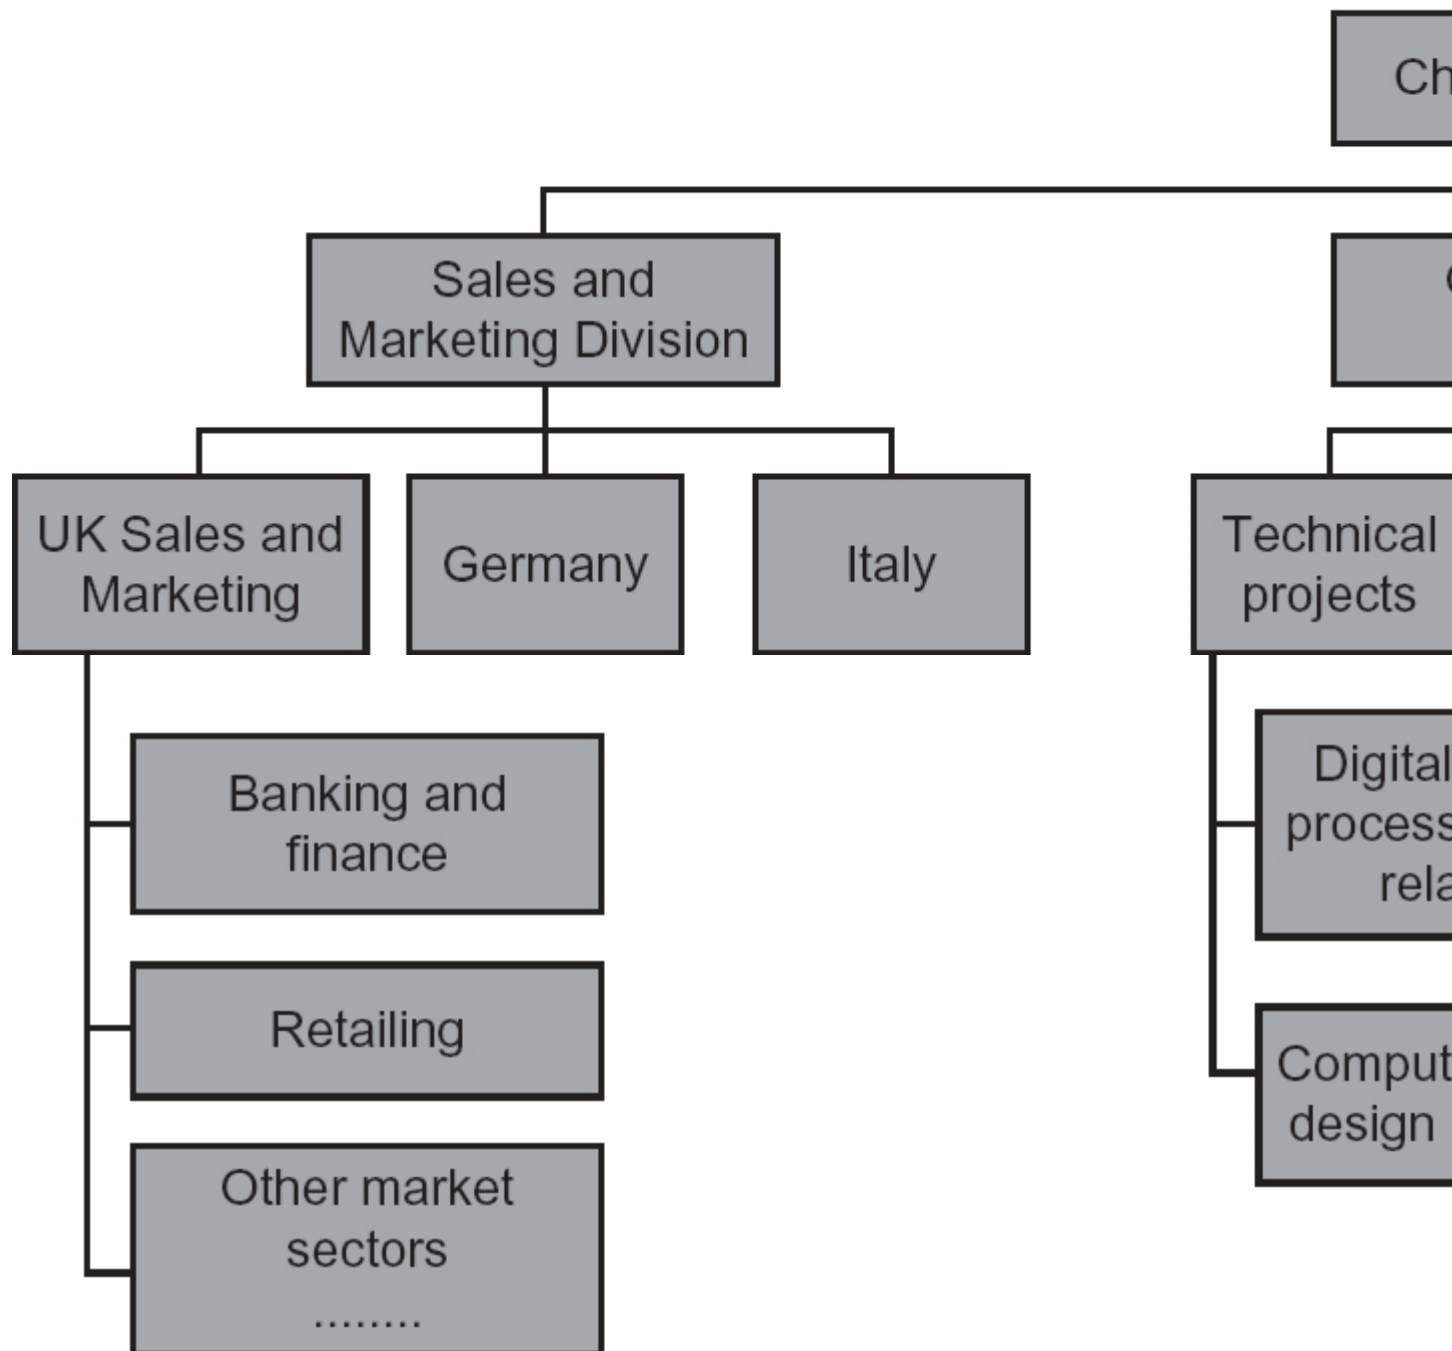 Sales and
Marketing Division
UK Sales and
Marketing
Germany
Italy
Technical
projects
Banking and
finance
Digital
Retailing
design
Other market
sectors
........